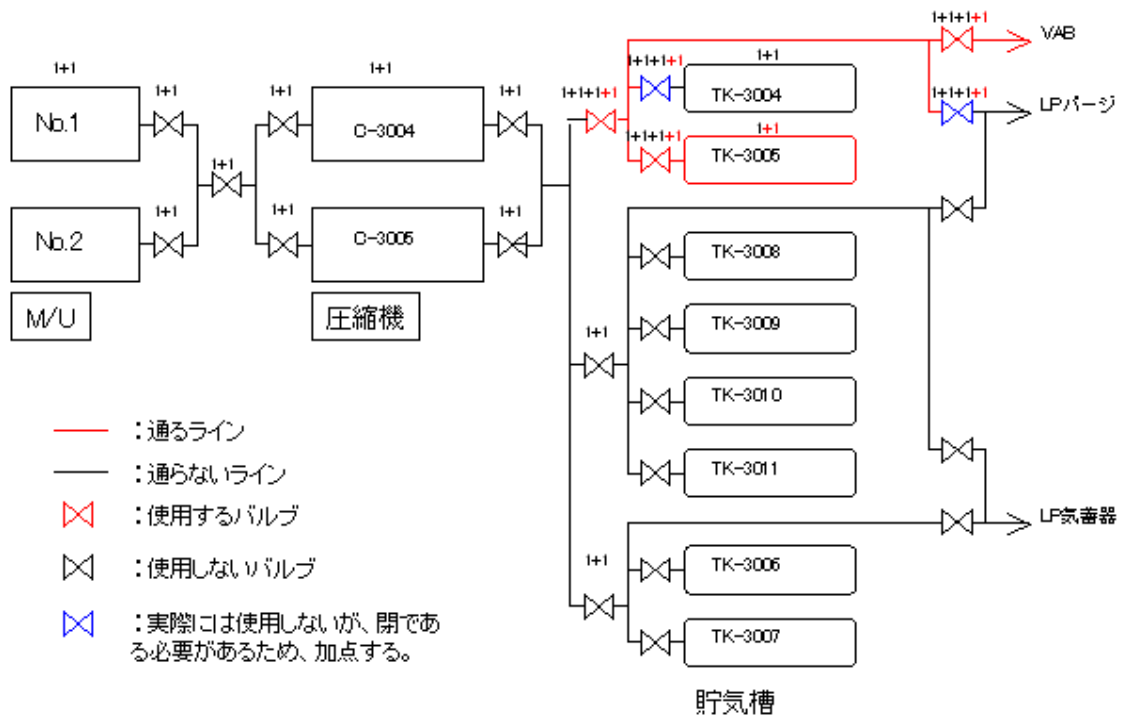 1+1+1+1
VAB
1+1
1+1
1+1
1+1
1+1
1+1
1+1+1+1
1+1+1+1
TK-3004
1+1+1+1
LPパージ
No.1
C-3004
1+1+1+1
1+1
TK-3005
1+1
1+1
1+1
1+1
No.2
C-3005
TK-3008
M/U
圧縮機
TK-3009
1+1
TK-3010
：通るライン
TK-3011
：通らないライン
：使用するバルブ
LP気蓄器
：使用しないバルブ
1+1
TK-3006
：実際には使用しないが、閉であ
る必要があるため、加点する。
TK-3007
貯気槽